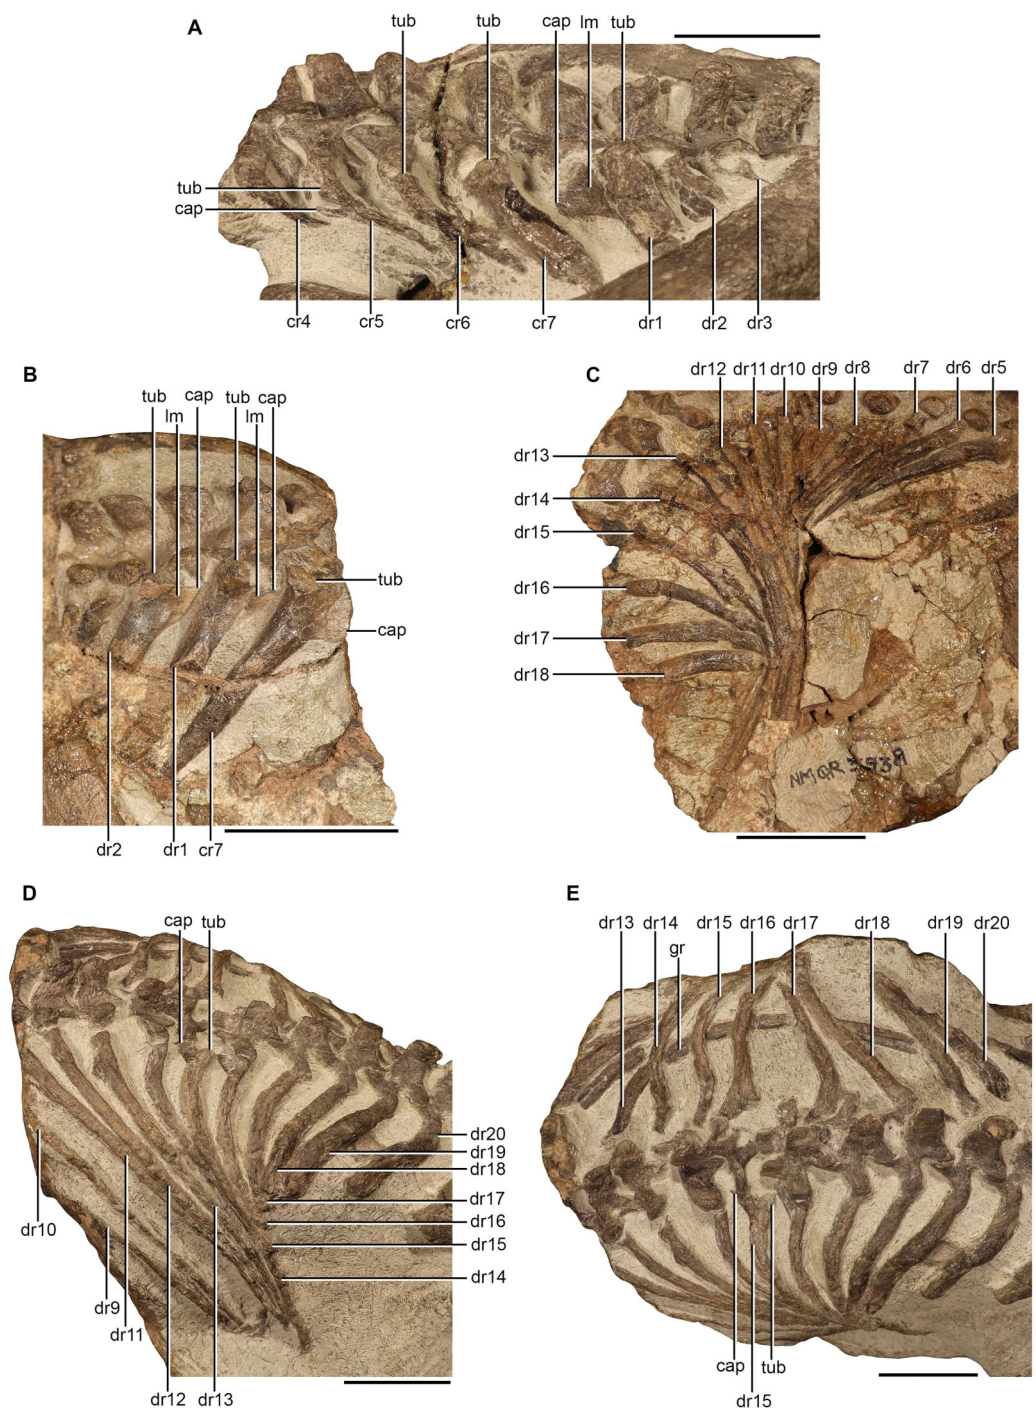 A
tub tub cap lm tub
tub
cap
cr4 cr5 cr6 cr7 dr1 dr2 dr3
B
tub cap tub cap
lm lm
tub
cap
dr2 dr1 cr7
C
dr12 dr11 dr10 dr9 dr8 dr7 dr6 dr5
dr13
dr14
dr15
dr16
dr17
dr18
NMQR 3939
D
cap tub
dr20
dr19
dr18
dr17
dr16
dr15
dr14
dr10
dr9
dr11
dr12 dr13
E
dr13 dr14 dr15 dr16 dr17 dr18 dr19 dr20
gr
cap tub
dr15